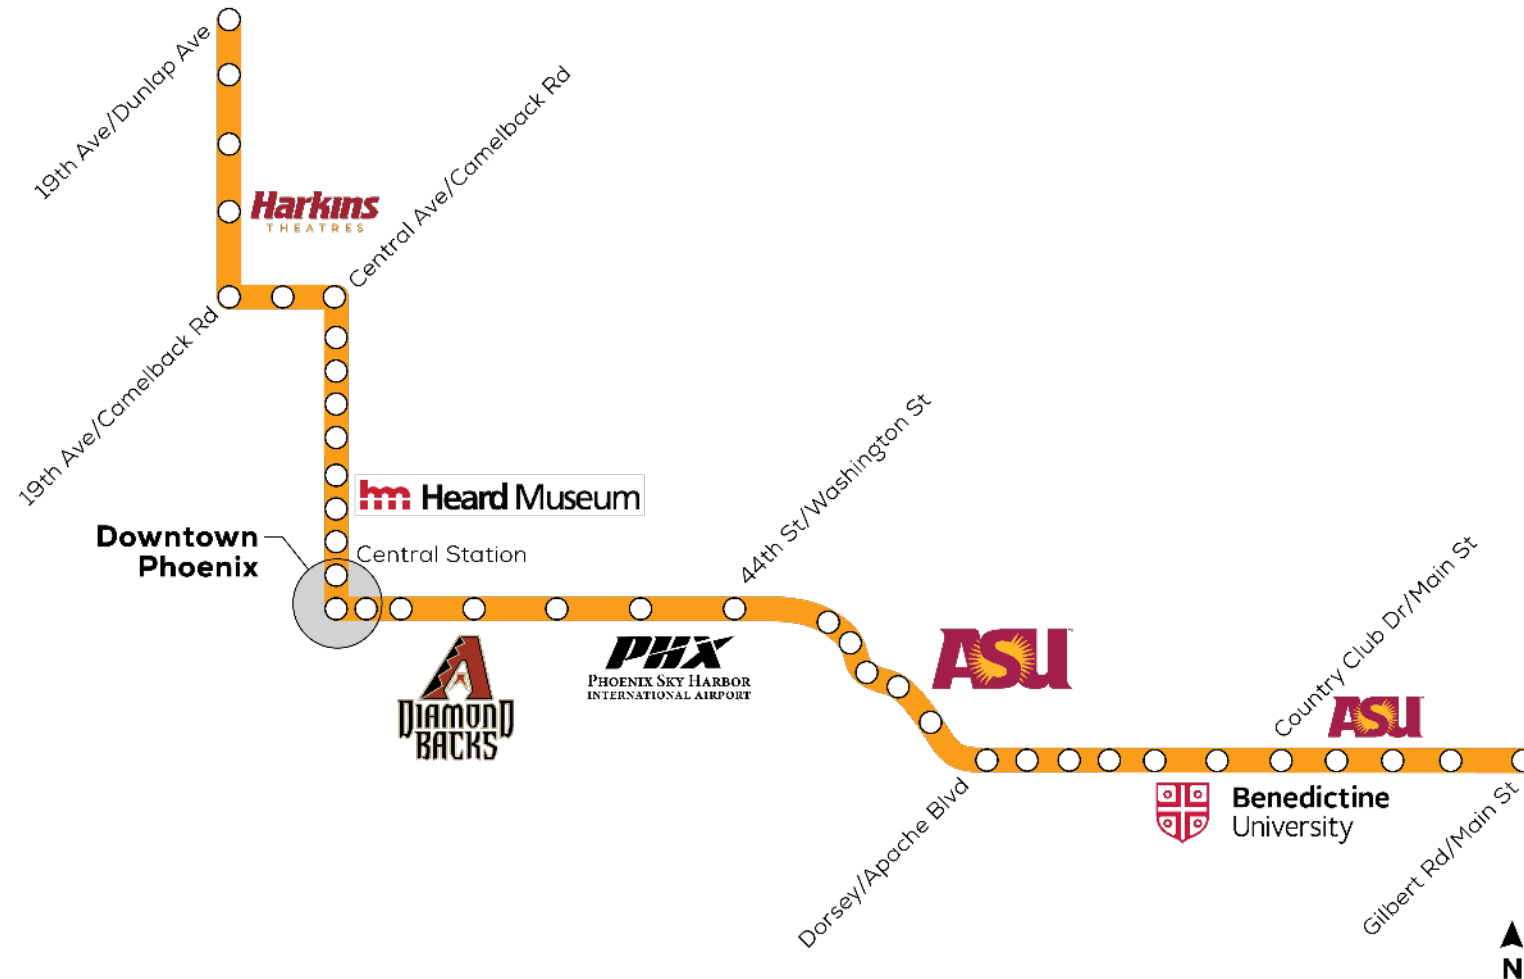 19th Ave/Dunlap Ave
Central Ave/Camelback Rd
Harkins
THEATRES
19th Ave/Camelback Rd
hm Heard Museum
Downtown
Phoenix
Central Station
44th St/Washington St
A
DIAMOND
BACKS
PHX
PHOENIX SKY HARBOR
INTERNATIONAL AIRPORT
ASU
Country Club Dr/Main St
ASU
Dorsey/Apache Blvd
Benedictine
University
Gilbert Rd/Main St
N